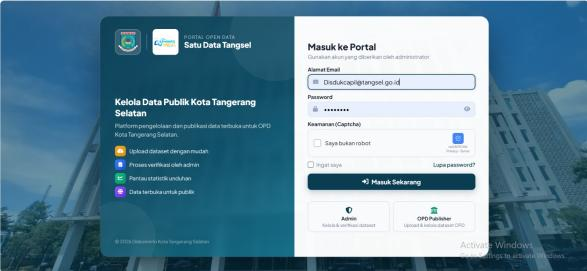 PORTAL OPEN DATA
Satu Data Tangsel
Kelola Data Publik Kota Tangerang
Selatan
Platform pengelolaan dan publikasi data terbuka untuk OPD
Kota Tangerang Selatan.
Upload dataset dengan mudah
Proses verifikasi oleh admin
Pantau statistik unduhan
Data terbuka untuk publik
© 2026 Diskominfo Kota Tangerang Selatan
Masuk ke Portal
Gunakan akun yang diberikan oleh administrator
Alamat Email
Disdukcapil@tangsel.go.id
Password
••••••••
Keamanan (Captcha)
Saya bukan robot
reCAPTCHA
Privacy - Terms
Ingat saya
Lupa password?
Masuk Sekarang
Admin
Kelola & verifikasi dataset
OPD Publisher
Upload & kelola dataset OPD
Activate Windows
Go to Settings to activate Windows.